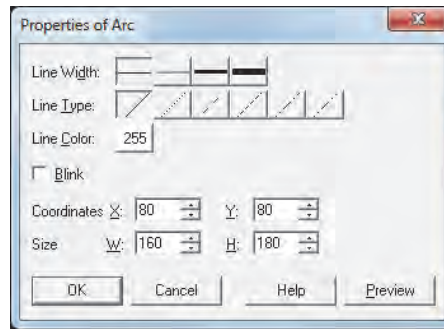 Properties of Arc
Line Width:
Line Type:
Line Color: 255
Blink
Coordinates X: 80 Y: 80
Size W: 160 H: 180
OK Cancel Help Preview